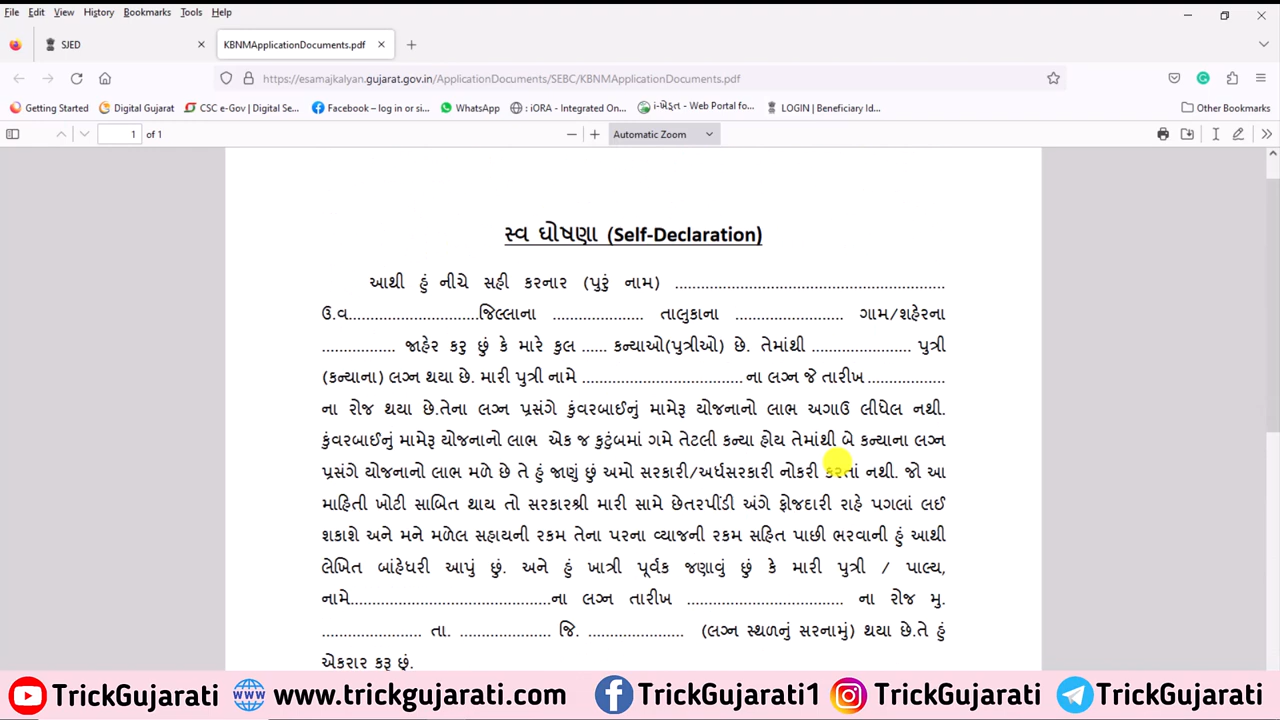 File Edit View History Bookmarks Tools Help
SJED
KBNMApplicationDocuments.pdf
https://esamajkalyan.gujarat.gov.in/ApplicationDocuments/SEBC/KBNMApplicationDocuments.pdf
Getting Started Digital Gujarat CSC e-Gov | Digital Se... Facebook – log in or si... WhatsApp : iORA - Integrated On... i-ખેડૂત - Web Portal fo... LOGIN | Beneficiary Id... Other Bookmarks
1 of 1 Automatic Zoom
સ્વ ઘોષણા (Self-Declaration)
આથી હું નીચે સહી કરનાર (પુરું નામ) ............................................................
ઉ.વ.............................જિલ્લાના .................... તાલુકાના ........................ ગામ/શહેરના
................ જાહેર કરુ છું કે મારે કુલ ...... કન્યાઓ(પુત્રીઓ) છે. તેમાંથી ...................... પુત્રી
(કન્યાના) લગ્ન થયા છે. મારી પુત્રી નામે .................................... ના લગ્ન જે તારીખ .................
ના રોજ થયા છે.તેના લગ્ન પ્રસંગે કુંવરબાઈનું મામેરૂ યોજનાનો લાભ અગાઉ લીધેલ નથી.
કુંવરબાઈનું મામેરૂ યોજનાનો લાભ એક જ કુટુંબમાં ગમે તેટલી કન્યા હોય તેમાંથી બે કન્યાના લગ્ન
પ્રસંગે યોજનાનો લાભ મળે છે તે હું જાણું છું અમો સરકારી/અર્ધસરકારી નોકરી કરતાં નથી. જો આ
માહિતી ખોટી સાબિત થાય તો સરકારશ્રી મારી સામે છેતરપીંડી અંગે ફોજદારી રાહે પગલાં લઈ
શકાશે અને મને મળેલ સહાયની રકમ તેના પરના વ્યાજની રકમ સહિત પાછી ભરવાની હું આથી
લેખિત બાંહેધરી આપું છું. અને હું ખાત્રી પૂર્વક જણાવું છું કે મારી પુત્રી / પાલ્ય,
નામે.............................................ના લગ્ન તારીખ ................................... ના રોજ મુ.
...................... તા. .................... જિ. ..................... (લગ્ન સ્થળનું સરનામું) થયા છે.તે હું
એકરાર કરૂ છું.
TrickGujarati www.trickgujarati.com TrickGujarati1 TrickGujarati TrickGujarati